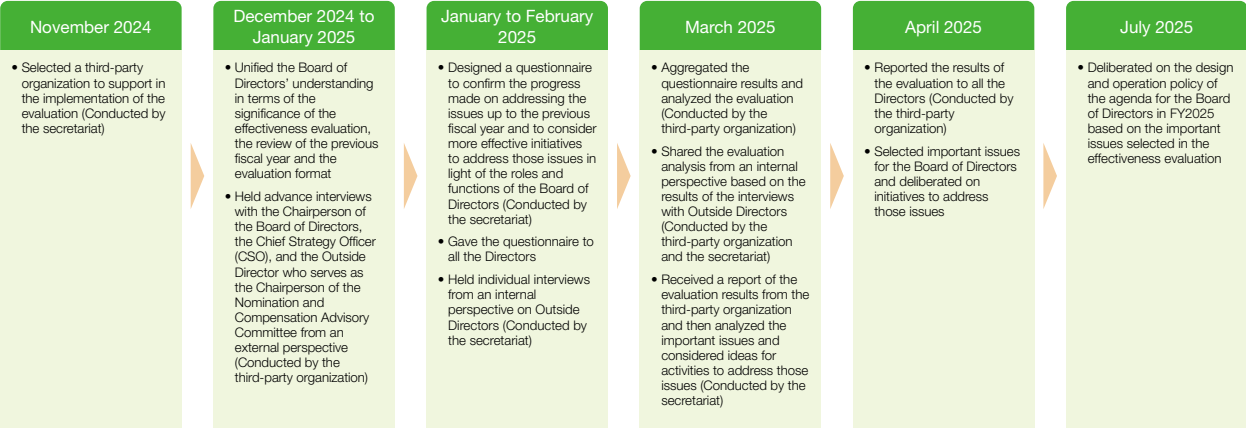 November 2024
• Selected a third-party
organization to support in
the implementation of the
evaluation (Conducted by
the secretariat)
December 2024 to
January 2025
• Unified the Board of
Directors’ understanding
in terms of the
significance of the
effectiveness evaluation,
the review of the previous
fiscal year and the
evaluation format
• Held advance interviews
with the Chairperson of
the Board of Directors,
the Chief Strategy Officer
(CSO), and the Outside
Director who serves as
the Chairperson of the
Nomination and
Compensation Advisory
Committee from an
external perspective
(Conducted by the
third-party organization)
January to February
2025
• Designed a questionnaire
to confirm the progress
made on addressing the
issues up to the previous
fiscal year and to consider
more effective initiatives
to address those issues in
light of the roles and
functions of the Board of
Directors (Conducted by
the secretariat)
• Gave the questionnaire to
all the Directors
• Held individual interviews
from an internal
perspective on Outside
Directors (Conducted by
the secretariat)
March 2025
• Aggregated the
questionnaire results and
analyzed the evaluation
(Conducted by the
third-party organization)
• Shared the evaluation
analysis from an internal
perspective based on the
results of the interviews
with Outside Directors
(Conducted by the
third-party organization
and the secretariat)
• Received a report of the
evaluation results from the
third-party organization
and then analyzed the
important issues and
considered ideas for
activities to address those
issues (Conducted by the
secretariat)
April 2025
• Reported the results of
the evaluation to all the
Directors (Conducted by
the third-party
organization)
• Selected important issues
for the Board of Directors
and deliberated on
initiatives to address
those issues
July 2025
• Deliberated on the design
and operation policy of
the agenda for the Board
of Directors in FY2025
based on the important
issues selected in the
effectiveness evaluation